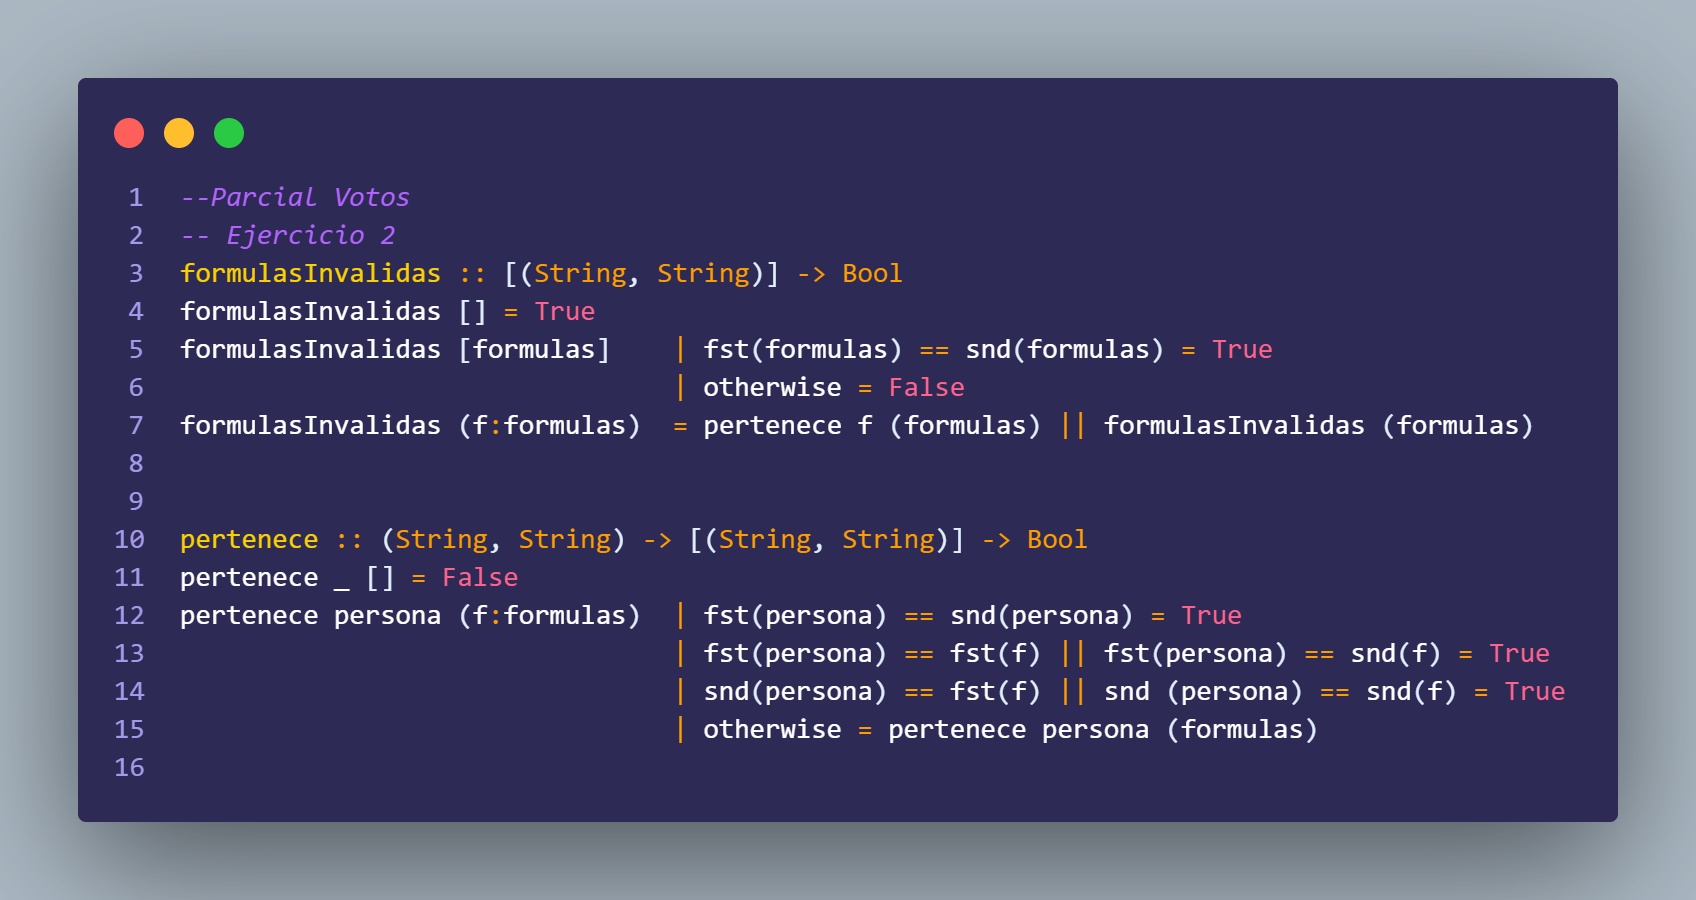 1 --Parcial Votos
2 -- Ejercicio 2
3 formulasInvalidas :: [(String, String)] -> Bool
4 formulasInvalidas [] = True
5 formulasInvalidas [formulas]    | fst(formulas) == snd(formulas) = True
6                                 | otherwise = False
7 formulasInvalidas (f:formulas)  = pertenece f (formulas) || formulasInvalidas (formulas)
8
9
10 pertenece :: (String, String) -> [(String, String)] -> Bool
11 pertenece _ [] = False
12 pertenece persona (f:formulas)  | fst(persona) == snd(persona) = True
13                                 | fst(persona) == fst(f) || fst(persona) == snd(f) = True
14                                 | snd(persona) == fst(f) || snd (persona) == snd(f) = True
15                                 | otherwise = pertenece persona (formulas)
16